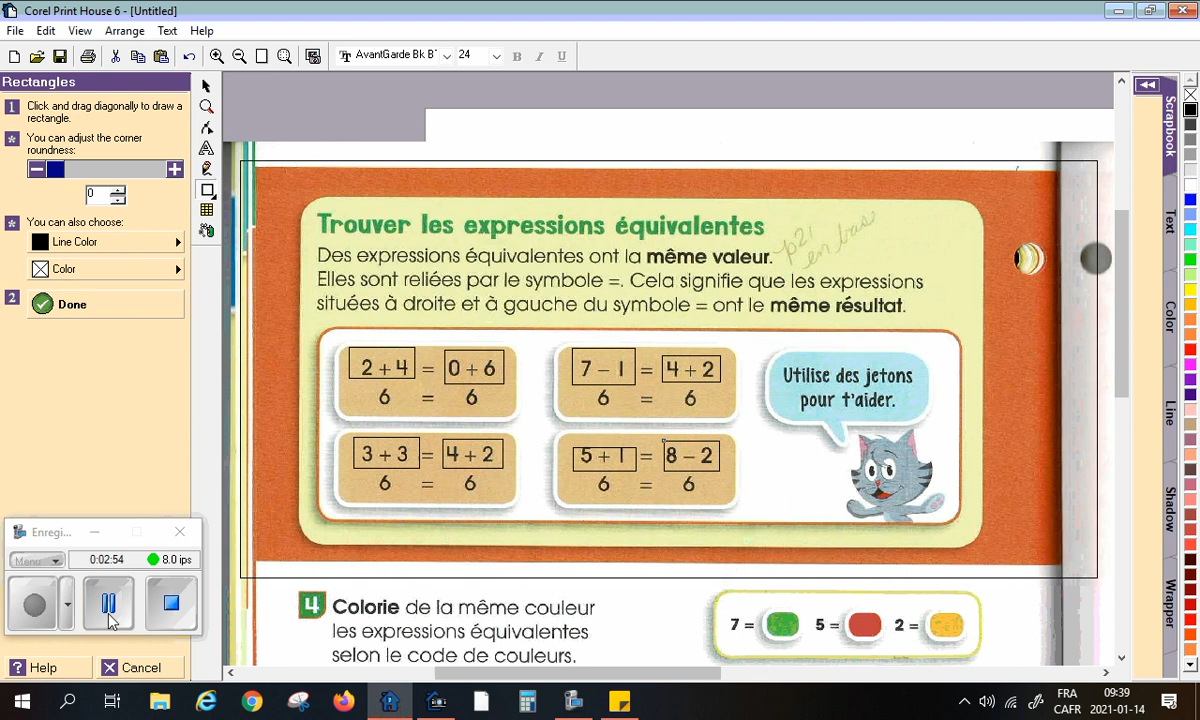 Corel Print House 6 - [Untitled]
File Edit View Arrange Text Help
AvantGarde Bk BT 24 B I U
Rectangles
1 Click and drag diagonally to draw a
rectangle.
You can adjust the corner
roundness:
0
You can also choose:
Line Color
Color
2 Done
Scrapbook
Text
Color
Line
Shadow
Wrapper
Trouver les expressions équivalentes
p21
en bas
Des expressions équivalentes ont la même valeur.
Elles sont reliées par le symbole =. Cela signifie que les expressions
situées à droite et à gauche du symbole = ont le même résultat.
2 + 4 = 0 + 6
6 = 6
7 – 1 = 4 + 2
6 = 6
Utilise des jetons
pour t'aider.
3 + 3 = 4 + 2
6 = 6
5 + 1 = 8 – 2
6 = 6
4 Colorie de la même couleur
les expressions équivalentes
selon le code de couleurs.
7 = 5 = 2 =
Enregi...
Menu 0:02:54 8.0 ips
Help Cancel
FRA
CAFR
09:39
2021-01-14